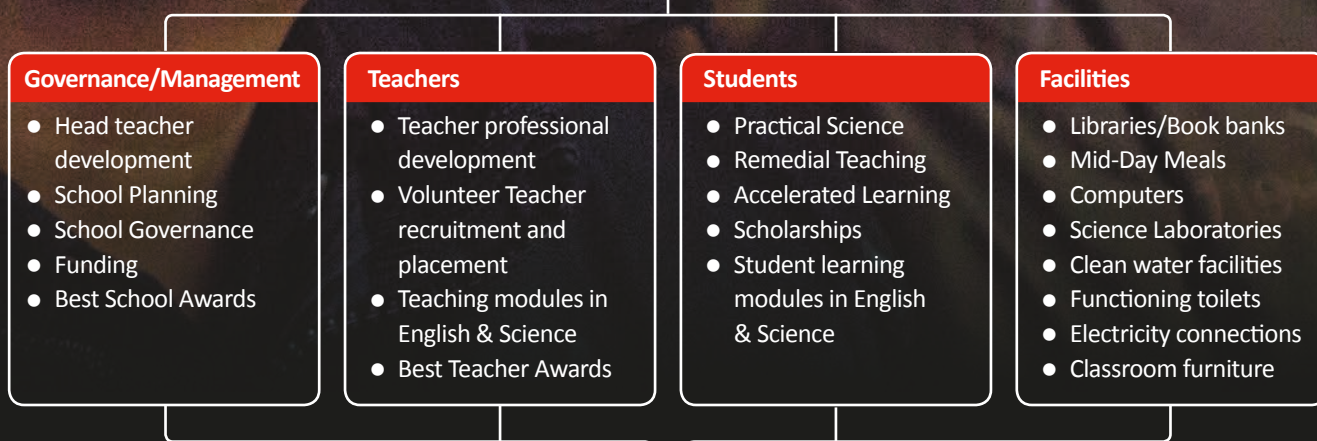 Governance/Management
● Head teacher
development
● School Planning
● School Governance
● Funding
● Best School Awards
Teachers
● Teacher professional
development
● Volunteer Teacher
recruitment and
placement
● Teaching modules in
English & Science
● Best Teacher Awards
Students
● Practical Science
● Remedial Teaching
● Accelerated Learning
● Scholarships
● Student learning
modules in English
& Science
Facilities
● Libraries/Book banks
● Mid-Day Meals
● Computers
● Science Laboratories
● Clean water facilities
● Functioning toilets
● Electricity connections
● Classroom furniture